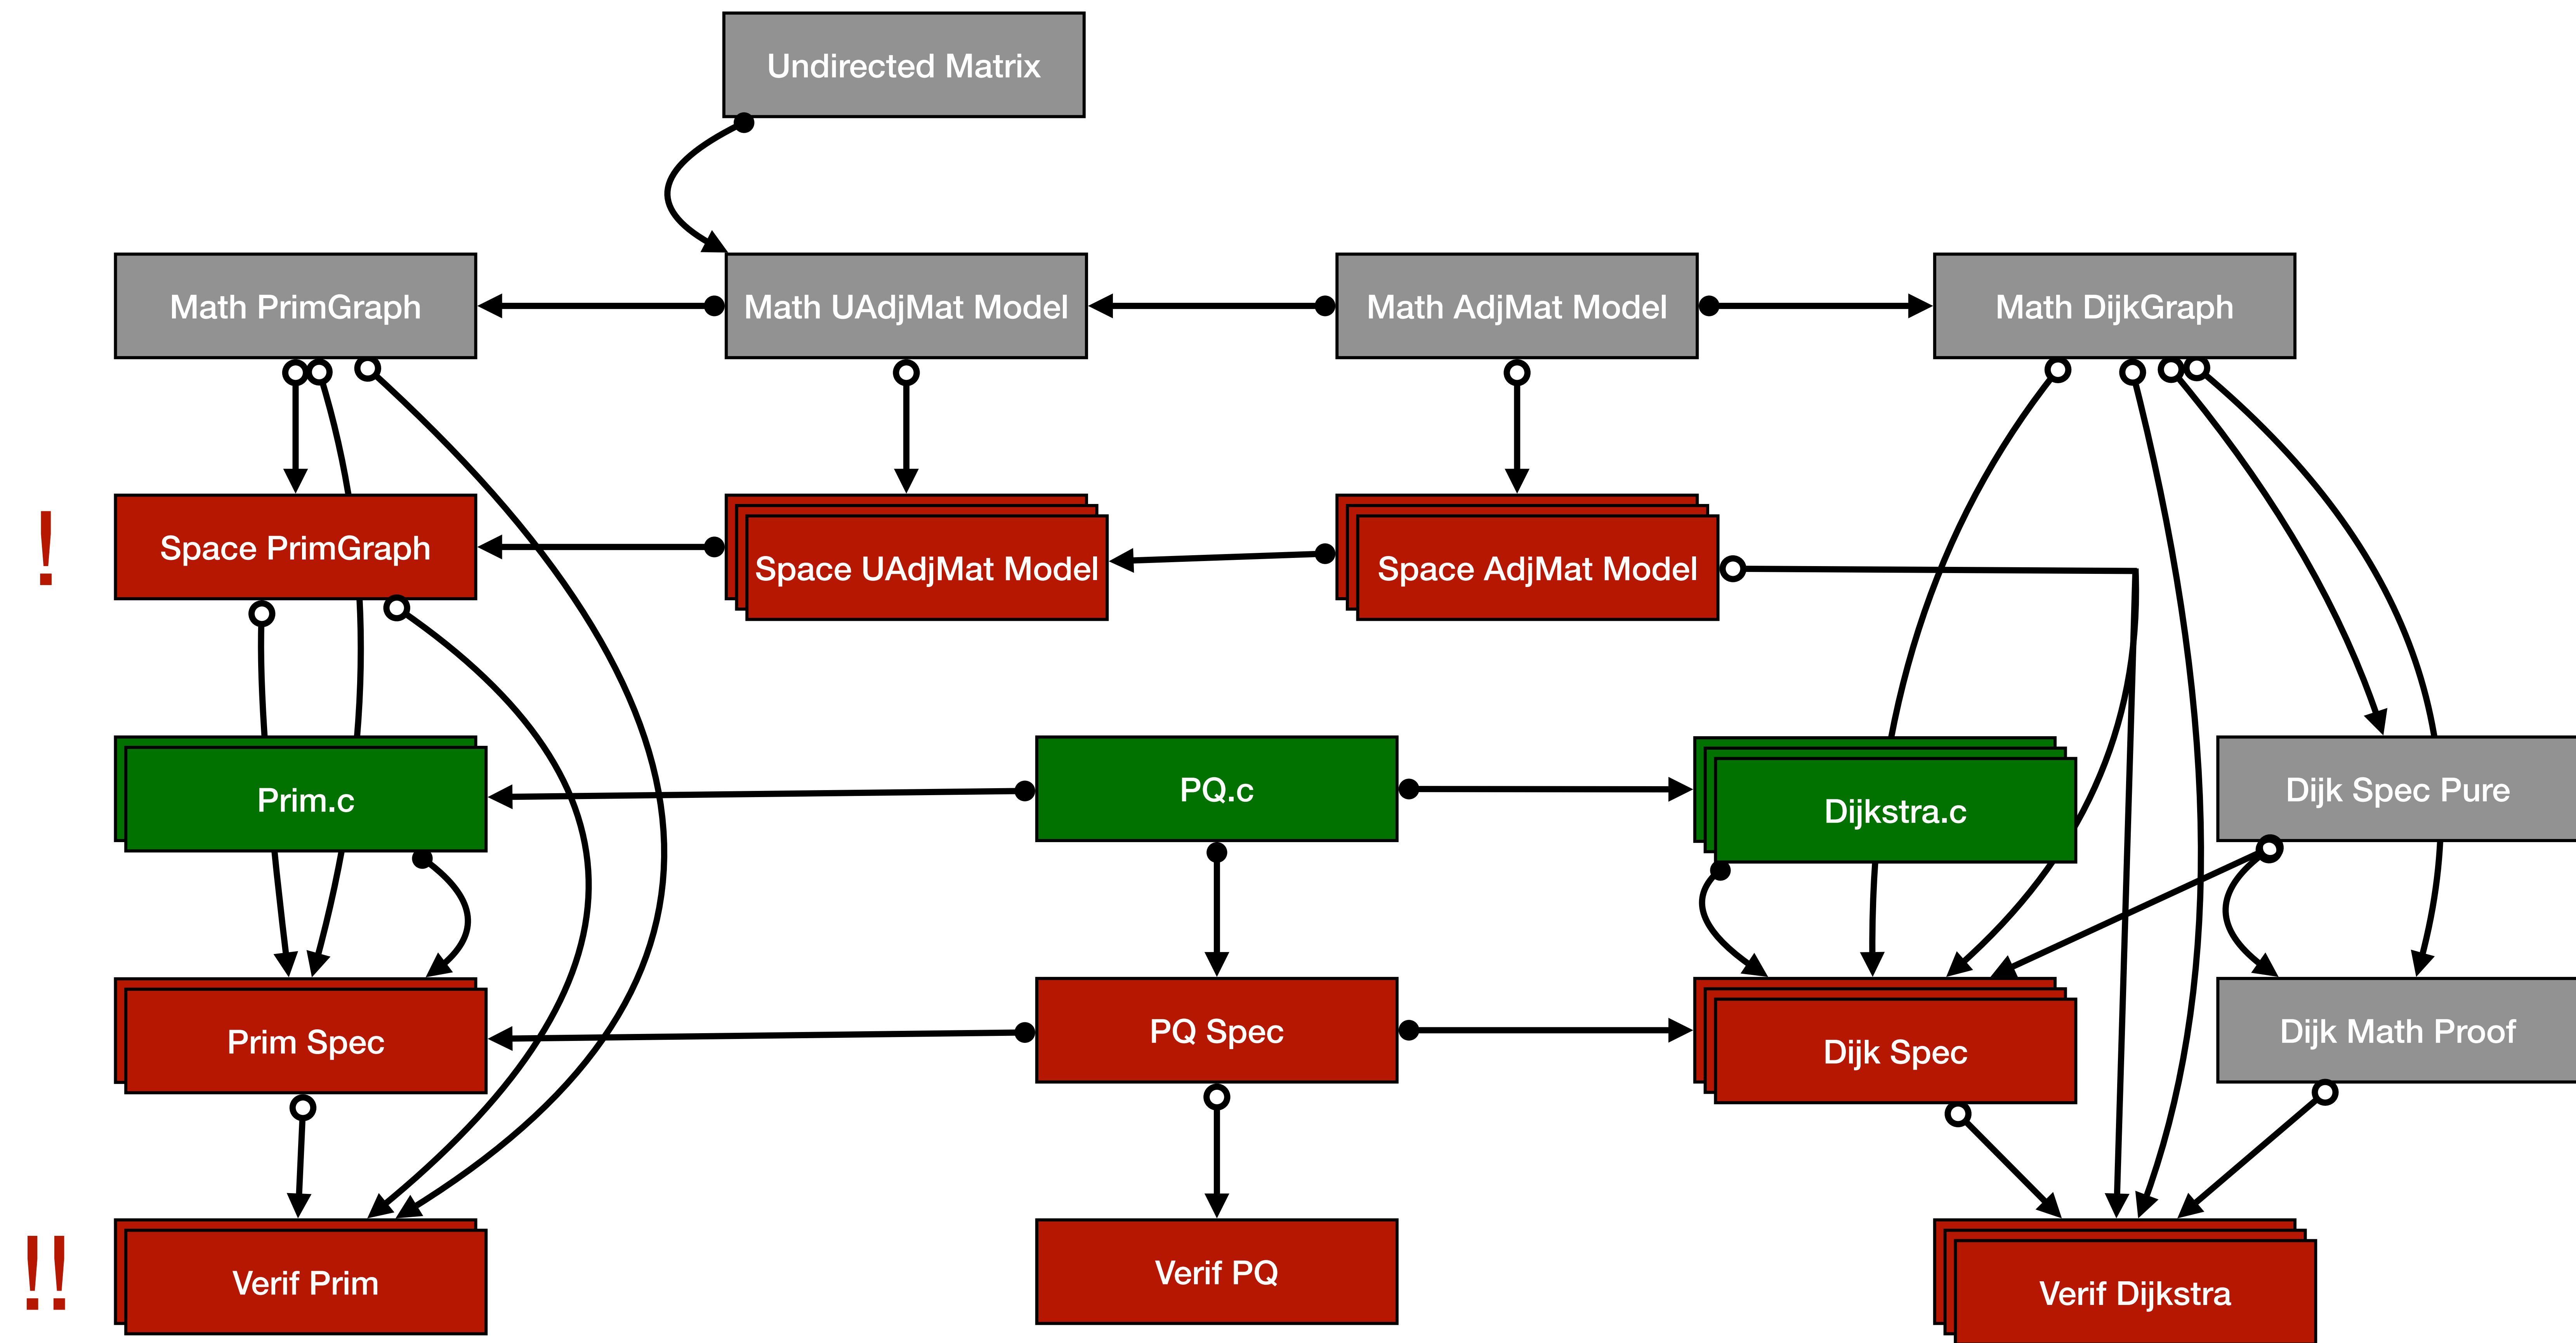 Undirected Matrix
Math PrimGraph
Math UAdjMat Model
Math AdjMat Model
Math DijkGraph
!
Space PrimGraph
Space UAdjMat Model
Space AdjMat Model
Prim.c
PQ.c
Dijkstra.c
Dijk Spec Pure
Prim Spec
PQ Spec
Dijk Spec
Dijk Math Proof
!!
Verif Prim
Verif PQ
Verif Dijkstra